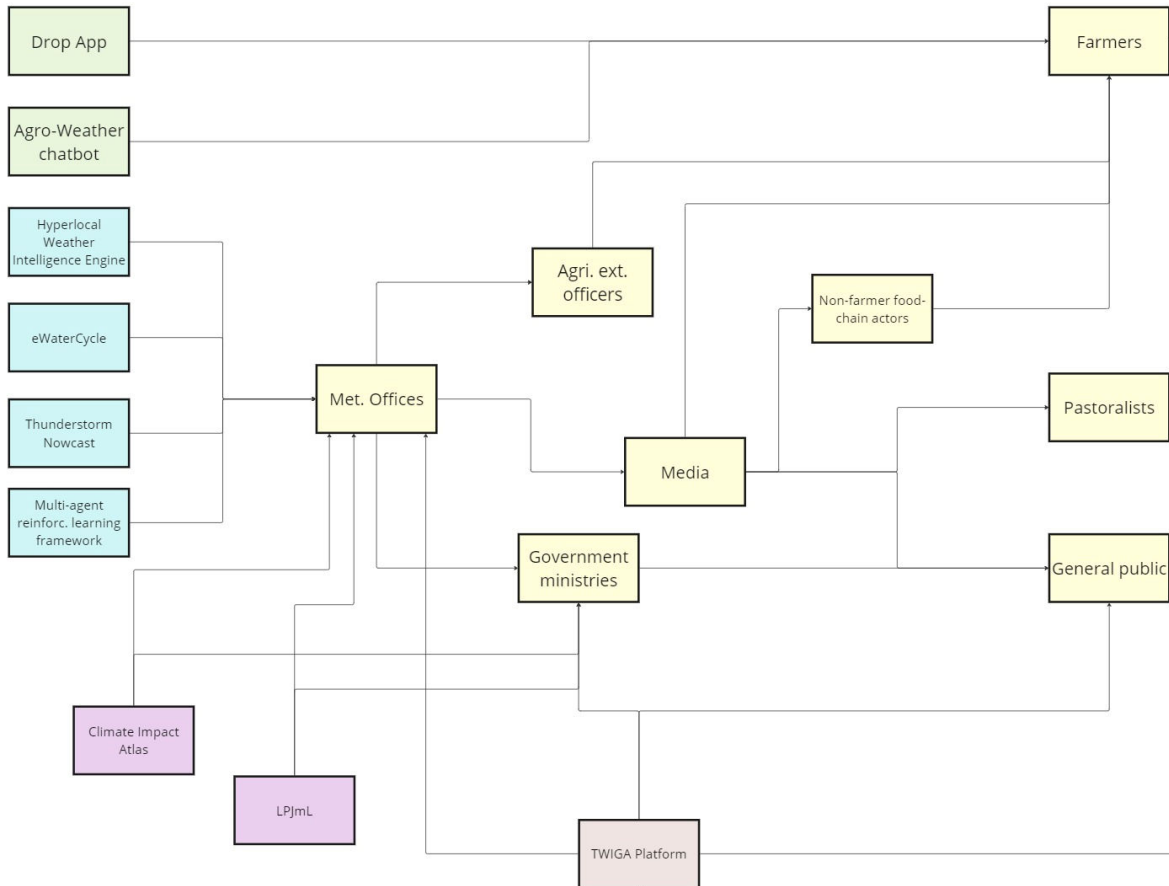 Drop App
Farmers
Agro-Weather
chatbot
Hyperlocal
Weather
Intelligence Engine
Agri. ext.
officers
Non-farmer food-
chain actors
eWaterCycle
Met. Offices
Pastoralists
Thunderstorm
Nowcast
Media
Multi-agent
reinforc. learning
framework
Government
ministries
General public
Climate Impact
Atlas
LPJmL
TWIGA Platform